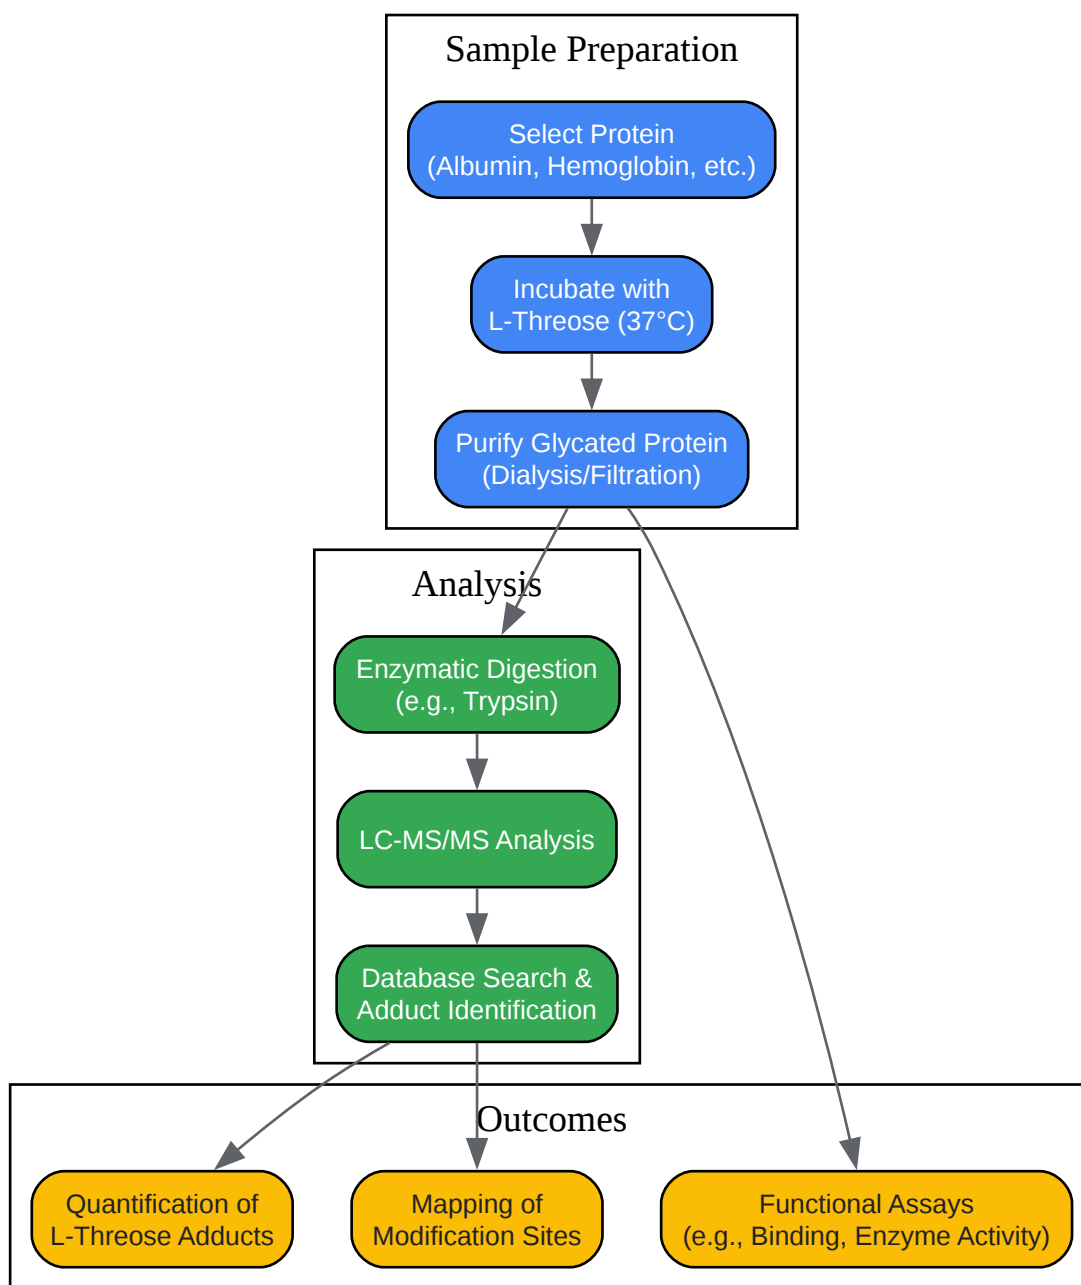 Sample Preparation
Select Protein
(Albumin, Hemoglobin, etc.)
Incubate with
L-Threose (37°C)
Purify Glycated Protein
(Dialysis/Filtration)
Analysis
Enzymatic Digestion
(e.g., Trypsin)
LC-MS/MS Analysis
Database Search &
Adduct Identification
Outcomes
Quantification of
L-Threose Adducts
Mapping of
Modification Sites
Functional Assays
(e.g., Binding, Enzyme Activity)